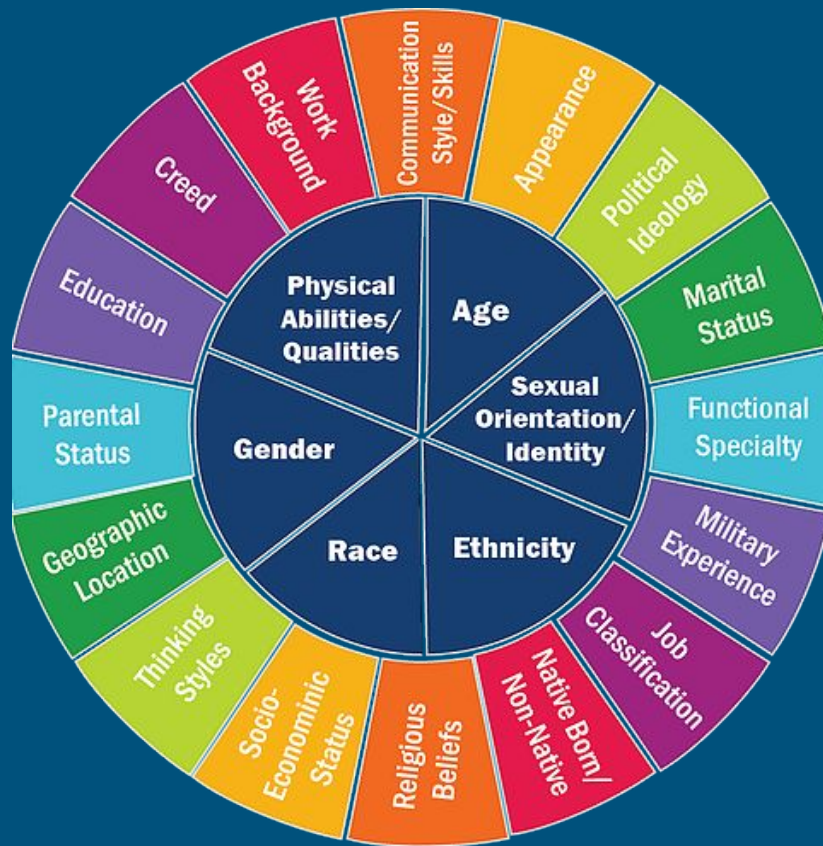 Communication
Style/Skills
Appearance
Political
Ideology
Marital
Status
Functional
Specialty
Military
Experience
Job
Classification
Native Born/
Non-Native
Religious
Beliefs
Socio-
Econominic
Status
Thinking
Styles
Geographic
Location
Parental
Status
Education
Creed
Work
Background
Physical
Abilities/
Qualities
Age
Sexual
Orientation/
Identity
Ethnicity
Race
Gender